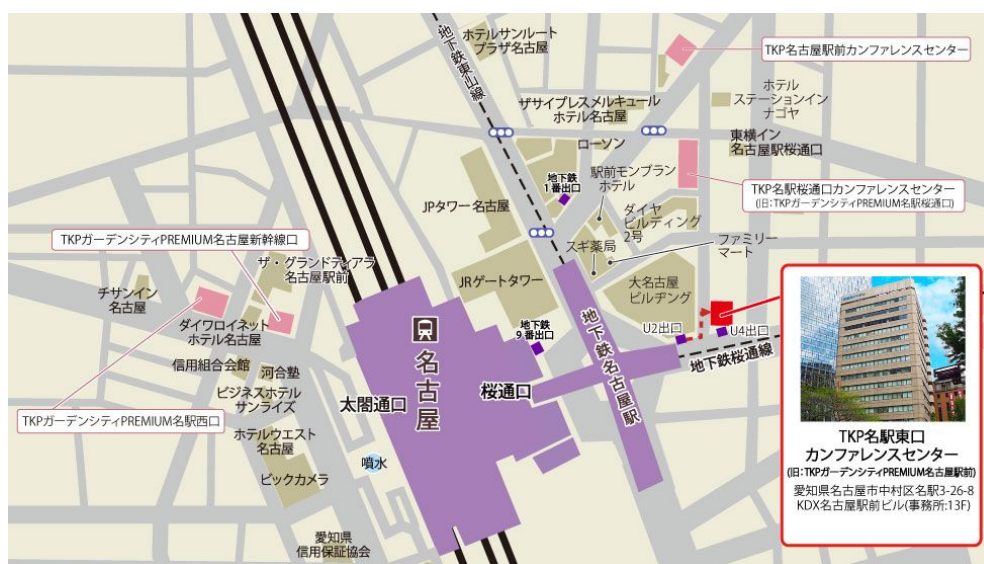 ホテルサンルート
プラザ名古屋
地下鉄東山線
TKP名古屋駅前カンファレンスセンター
ホテル
ステーションイン
ナゴヤ
ザサイプレスメルキュール
ホテル名古屋
ローソン
東横イン
名古屋駅桜通口
地下鉄
1番出口
駅前モンブラン
ホテル
TKP名駅桜通口カンファレンスセンター
(旧:TKPガーデンシティPREMIUM名駅桜通口)
JPタワー名古屋
ダイヤ
ビルディング
2号
スギ薬局
ファミリー
マート
TKPガーデンシティPREMIUM名古屋新幹線口
ザ・グランドティアラ
名古屋駅前
JRゲートタワー
大名古屋
ビルヂング
チサンイン
名古屋
ダイワロイネット
ホテル名古屋
地下鉄
9番出口
地下鉄名古屋駅
U2出口
U4出口
地下鉄桜通線
信用組合会館
河合塾
名古屋
桜通口
太閤通口
ビジネスホテル
サンライズ
TKPガーデンシティPREMIUM名駅西口
ホテルウエスト
名古屋
噴水
ビックカメラ
愛知県
信用保証協会
TKP名駅東口
カンファレンスセンター
(旧:TKPガーデンシティPREMIUM名古屋駅前)
愛知県名古屋市中村区名駅3-26-8
KDX名古屋駅前ビル(事務所:13F)